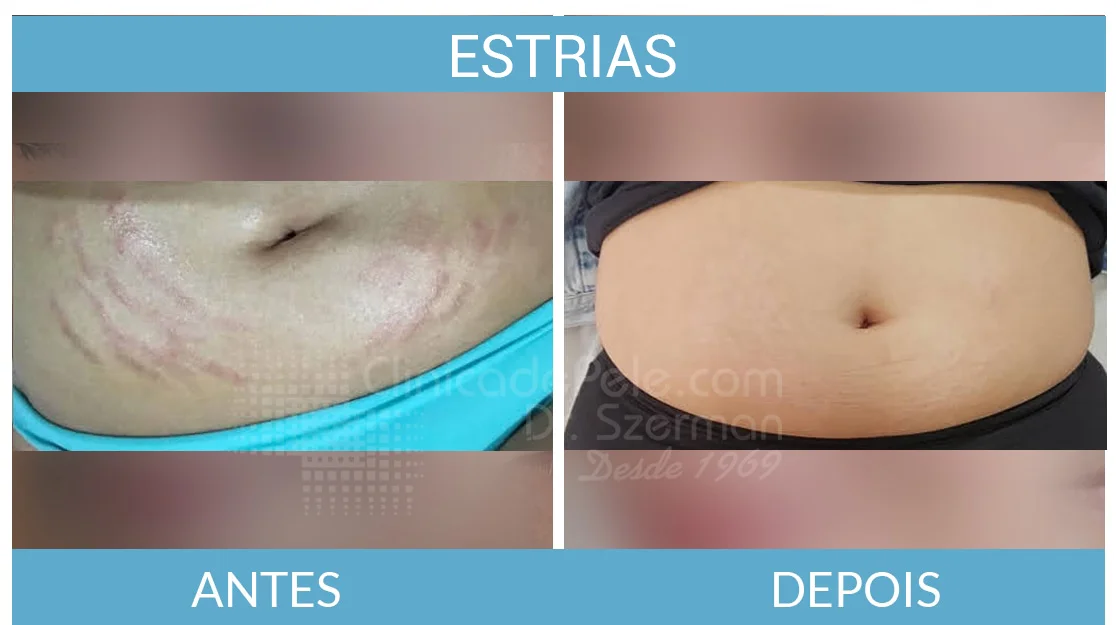 ESTRIAS
ClinicadePele.com
Dr. Szerman
Desde 1969
ANTES
DEPOIS